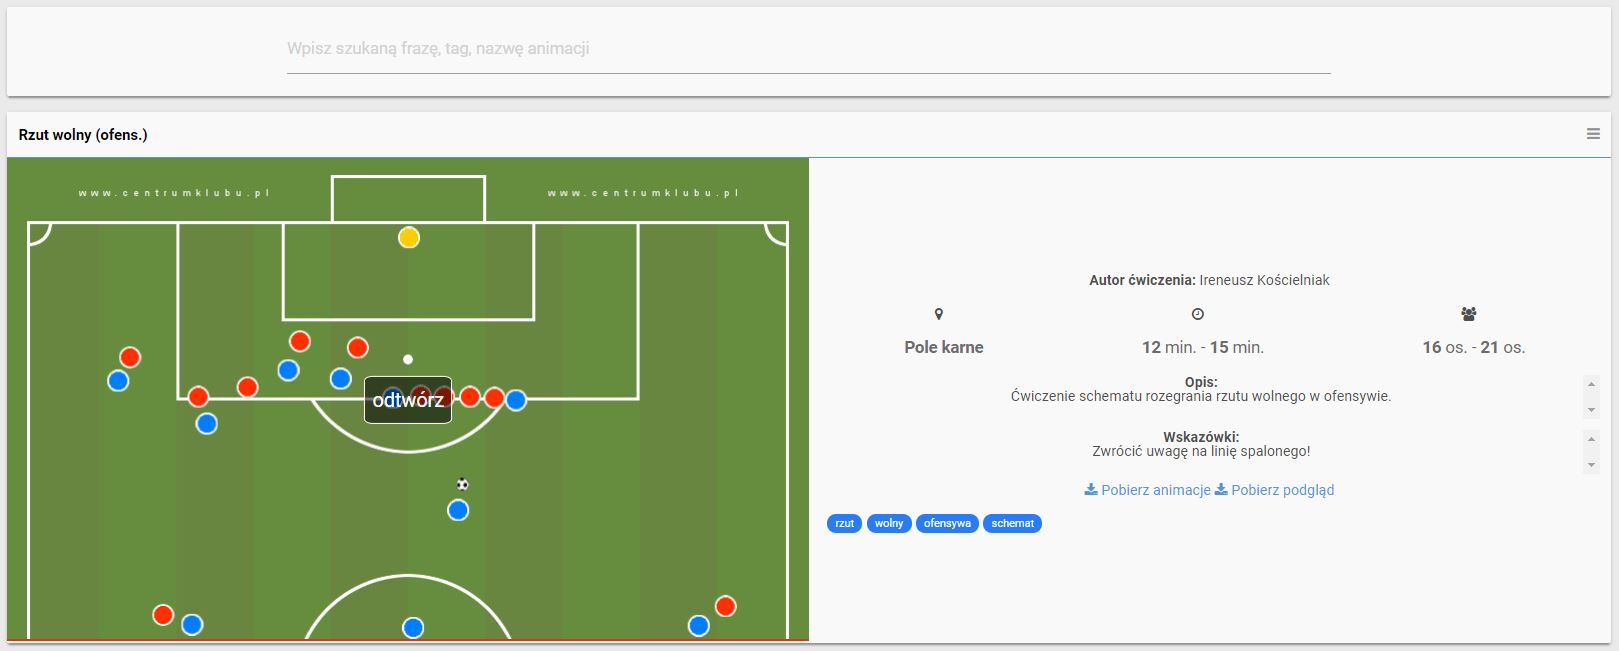 Wpisz szukaną frazę, tag, nazwę animacji
Rzut wolny (ofens.)
www.centrumklubu.pl www.centrumklubu.pl
odtwórz
Autor ćwiczenia: Ireneusz Kościelniak
Pole karne 12 min. - 15 min. 16 os. - 21 os.
Opis:
Ćwiczenie schematu rozegrania rzutu wolnego w ofensywie.
Wskazówki:
Zwrócić uwagę na linię spalonego!
Pobierz animacje Pobierz podgląd
rzut wolny ofensywa schemat